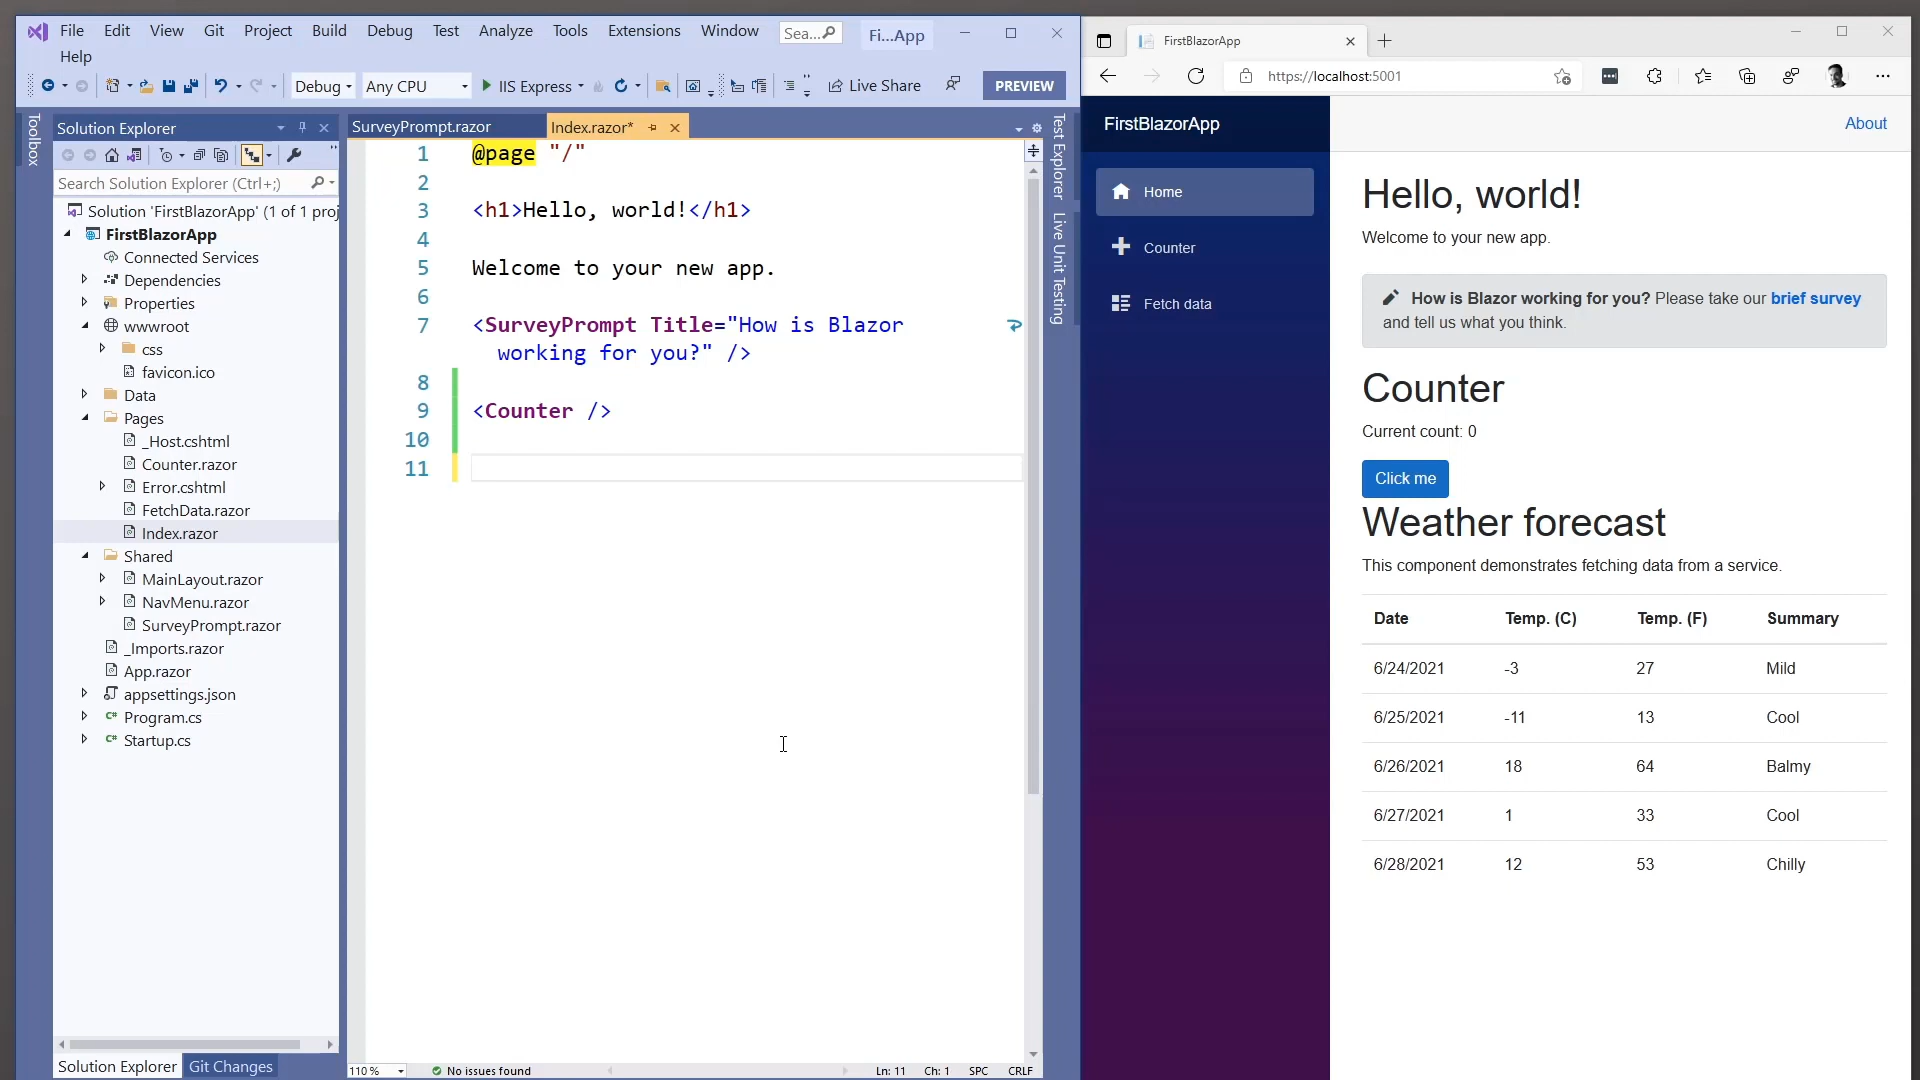 File Edit View Git Project Build Debug Test Analyze Tools Extensions Window Sea... Fi...App
Help
Debug Any CPU IIS Express Live Share PREVIEW
Toolbox
Solution Explorer
Search Solution Explorer (Ctrl+;)
Solution 'FirstBlazorApp' (1 of 1 proj
FirstBlazorApp
Connected Services
Dependencies
Properties
wwwroot
css
favicon.ico
Data
Pages
_Host.cshtml
Counter.razor
Error.cshtml
FetchData.razor
Index.razor
Shared
MainLayout.razor
NavMenu.razor
SurveyPrompt.razor
_Imports.razor
App.razor
appsettings.json
C# Program.cs
C# Startup.cs
Solution Explorer Git Changes
SurveyPrompt.razor Index.razor*
1 @page "/"
2
3 <h1>Hello, world!</h1>
4
5 Welcome to your new app.
6
7 <SurveyPrompt Title="How is Blazor
working for you?" />
8
9 <Counter />
10
11
110 % No issues found Ln: 11 Ch: 1 SPC CRLF
Test Explorer
Live Unit Testing
FirstBlazorApp
https://localhost:5001
FirstBlazorApp
About
Home
Counter
Fetch data
Hello, world!
Welcome to your new app.
How is Blazor working for you? Please take our brief survey
and tell us what you think.
Counter
Current count: 0
Click me
Weather forecast
This component demonstrates fetching data from a service.
Date Temp. (C) Temp. (F) Summary
6/24/2021 -3 27 Mild
6/25/2021 -11 13 Cool
6/26/2021 18 64 Balmy
6/27/2021 1 33 Cool
6/28/2021 12 53 Chilly